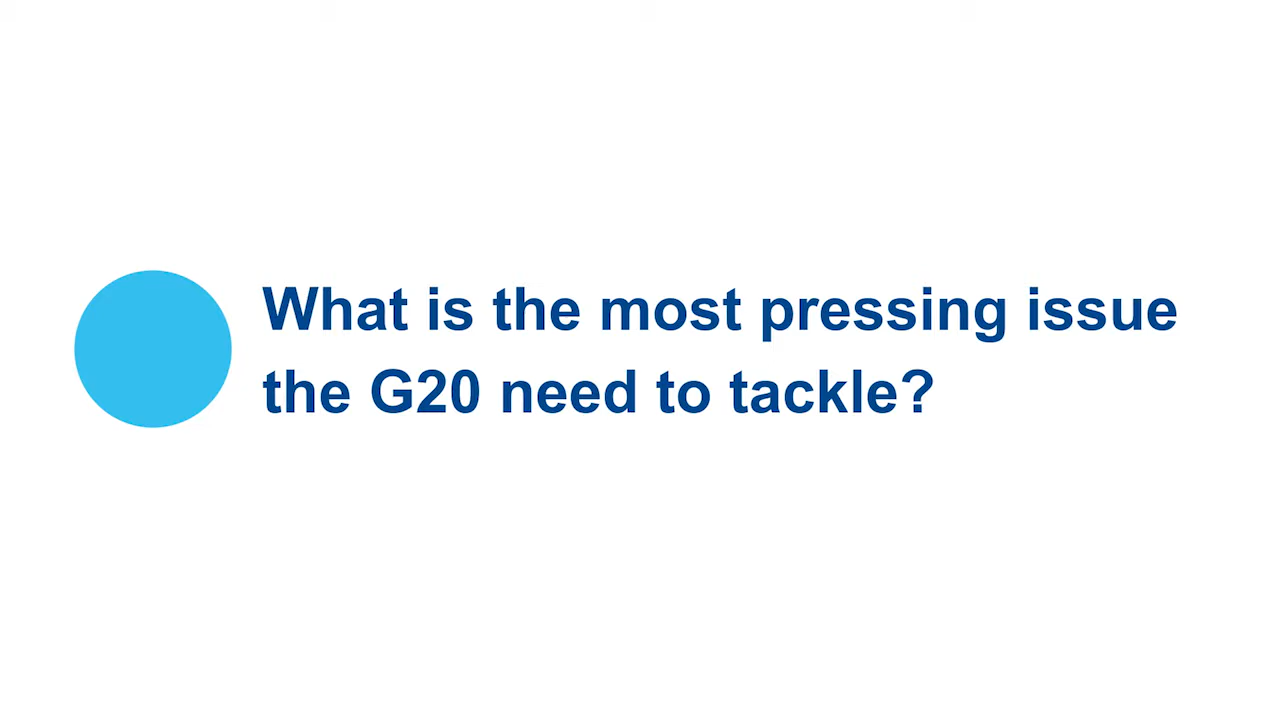 What is the most pressing issue
the G20 need to tackle?